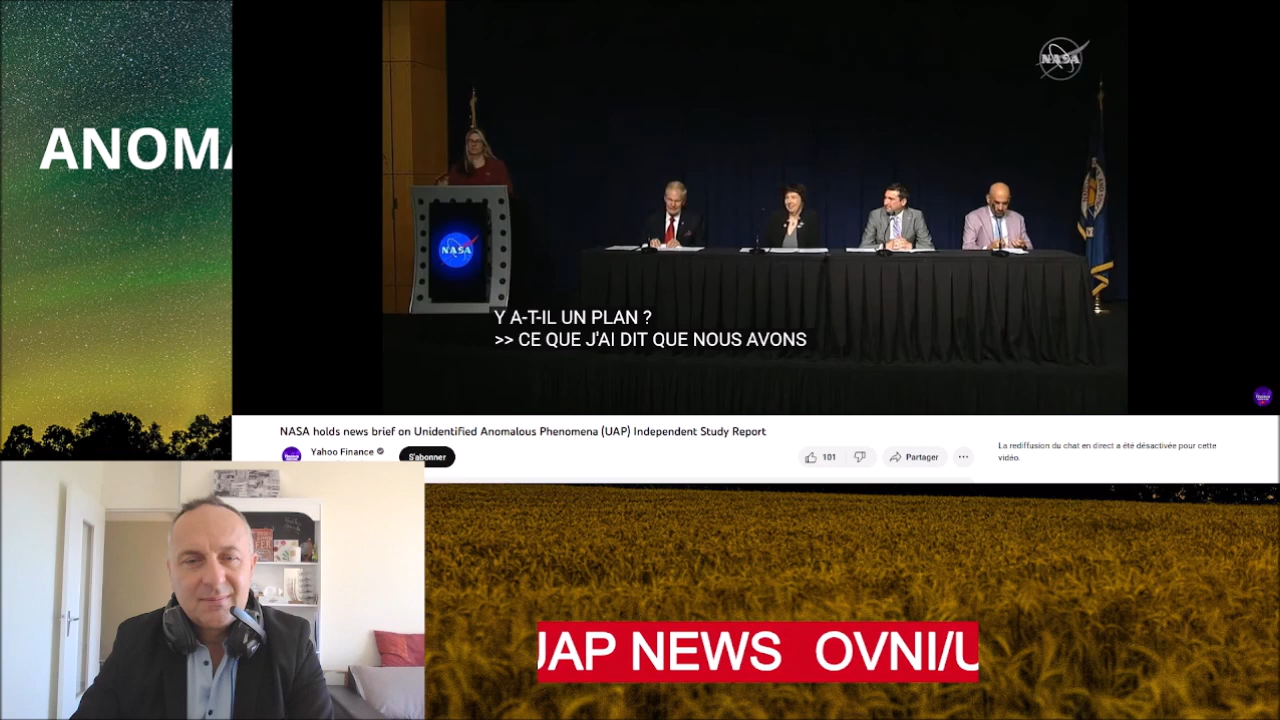 NASA
ANOMA
NASA
Y A-T-IL UN PLAN ?
>> CE QUE J'AI DIT QUE NOUS AVONS
NASA holds news brief on Unidentified Anomalous Phenomena (UAP) Independent Study Report
Yahoo Finance
S'abonner
101
Partager
La rediffusion du chat en direct a été désactivée pour cette
vidéo.
UAP NEWS OVNI/U